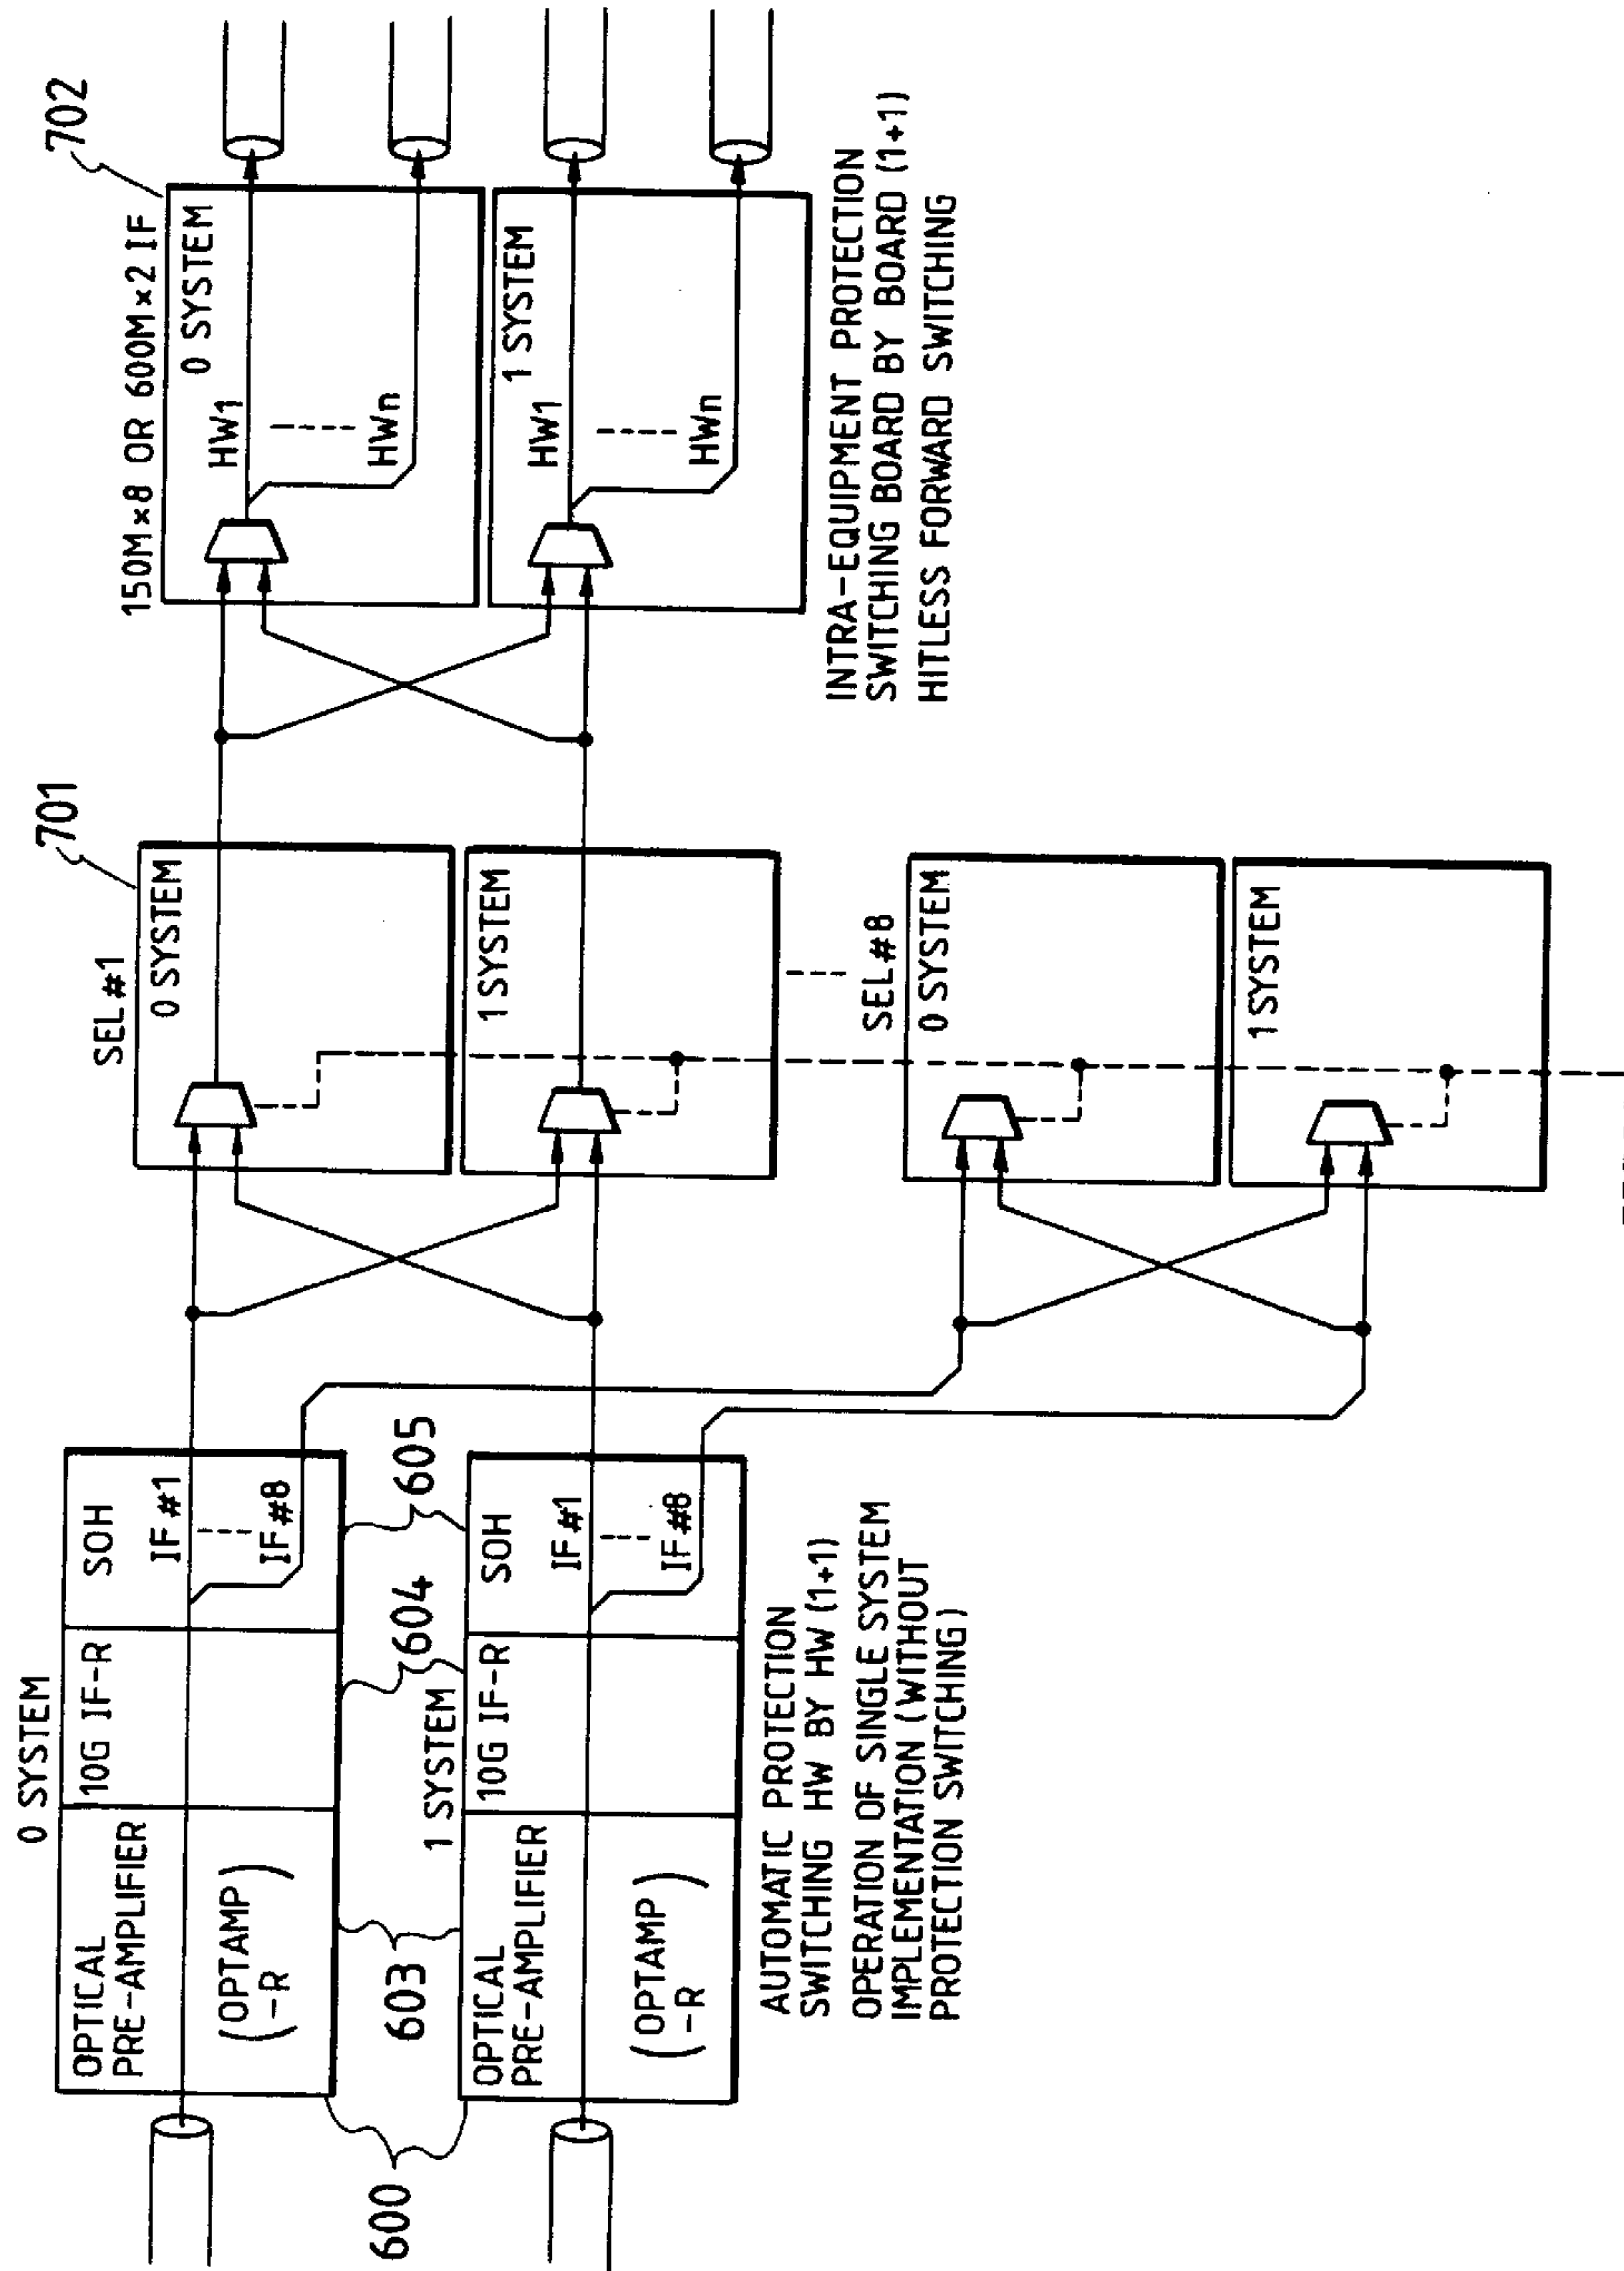 0 SYSTEM
OPTICAL
PRE-AMPLIFIER
(OPTAMP
-R)
10G IF-R
SOH
IF #1
IF #8
600
603
604
605
1 SYSTEM
OPTICAL
PRE-AMPLIFIER
(OPTAMP
-R)
10G IF-R
SOH
IF #1
IF #8
AUTOMATIC PROTECTION
SWITCHING HW BY HW (1+1)
OPERATION OF SINGLE SYSTEM
IMPLEMENTATION (WITHOUT
PROTECTION SWITCHING)
701
SEL #1
0 SYSTEM
1 SYSTEM
SEL #8
0 SYSTEM
1 SYSTEM
702
150M×8 OR 600M×2 IF
0 SYSTEM
HW1
HWn
1 SYSTEM
HW1
HWn
INTRA-EQUIPMENT PROTECTION
SWITCHING BOARD BY BOARD (1+1)
HITLESS FORWARD SWITCHING